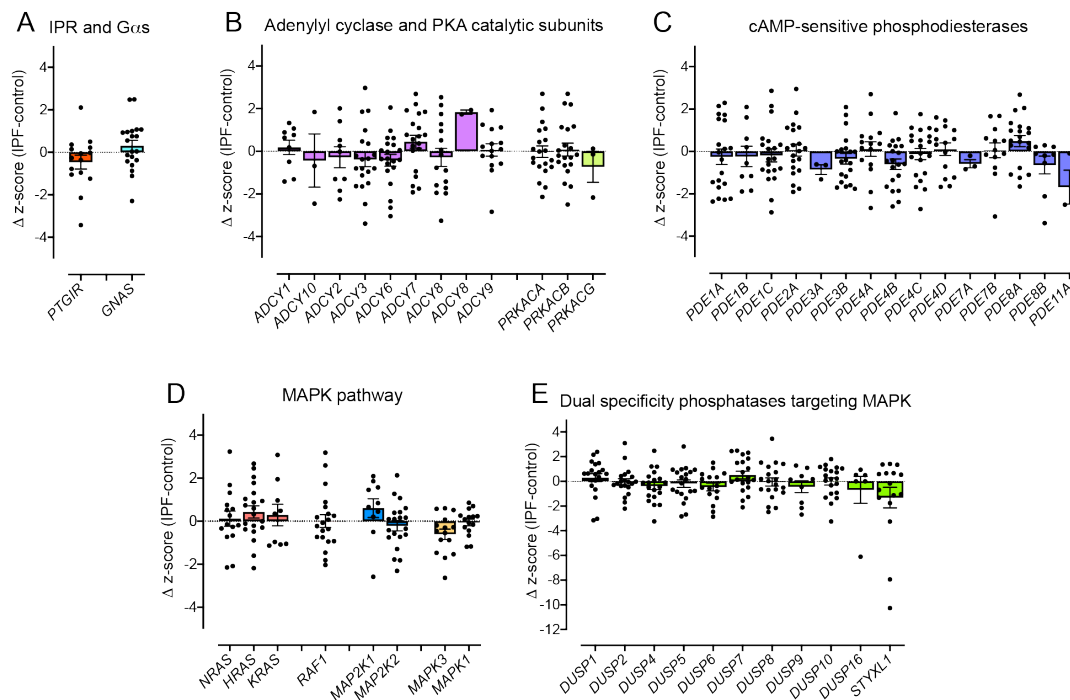 A IPR and Gαs
Δ z-score (IPF-control)
4
2
0
-2
-4
PTGIR
GNAS
B Adenylyl cyclase and PKA catalytic subunits
Δ z-score (IPF-control)
4
2
0
-2
-4
ADCY1
ADCY10
ADCY2
ADCY3
ADCY6
ADCY7
ADCY8
ADCY8
ADCY9
PRKACA
PRKACB
PRKACG
C cAMP-sensitive phosphodiesterases
Δ z-score (IPF-control)
4
2
0
-2
-4
PDE1A
PDE1B
PDE1C
PDE2A
PDE3A
PDE3B
PDE4A
PDE4B
PDE4C
PDE4D
PDE7A
PDE7B
PDE8A
PDE8B
PDE11A
D MAPK pathway
Δ z-score (IPF-control)
4
2
0
-2
-4
NRAS
HRAS
KRAS
RAF1
MAP2K1
MAP2K2
MAPK3
MAPK1
E Dual specificity phosphatases targeting MAPK
Δ z-score (IPF-control)
4
2
0
-2
-4
-6
-8
-10
-12
DUSP1
DUSP2
DUSP4
DUSP5
DUSP6
DUSP7
DUSP8
DUSP9
DUSP10
DUSP16
STYXL1